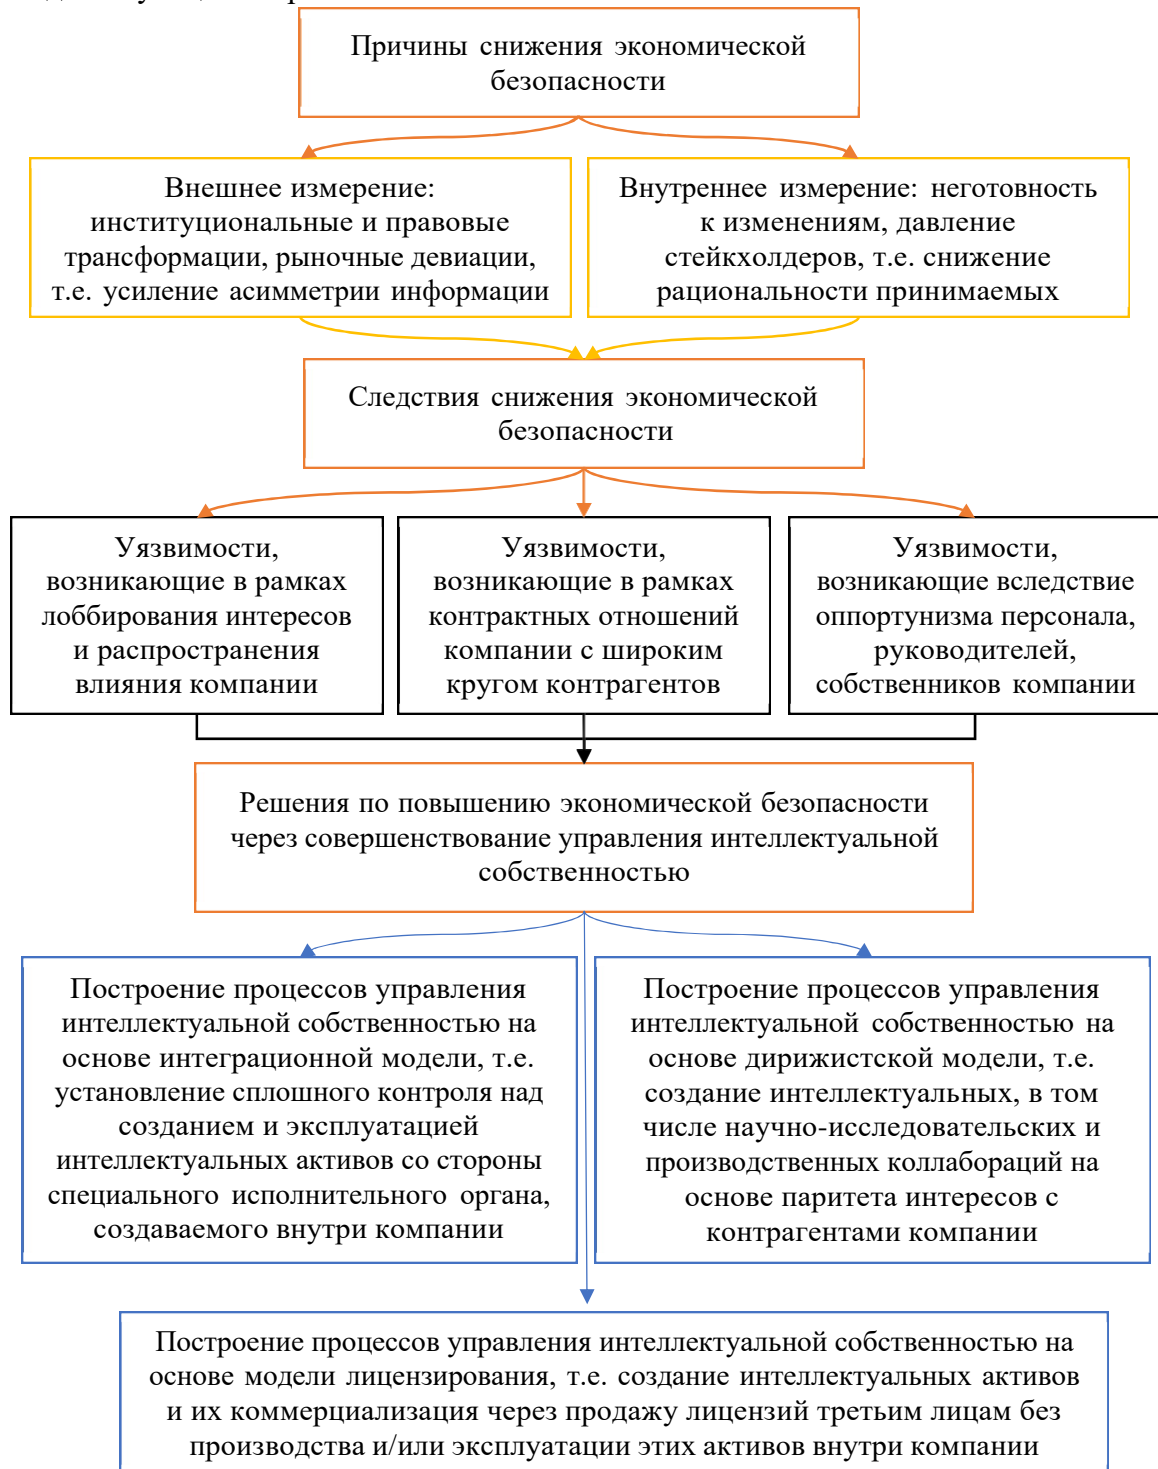 Причины снижения экономической
безопасности
Внешнее измерение:
институциональные и правовые
трансформации, рыночные девиации,
т.е. усиление асимметрии информации
Внутреннее измерение: неготовность
к изменениям, давление
стейкхолдеров, т.е. снижение
рациональности принимаемых
Следствия снижения экономической
безопасности
Уязвимости,
возникающие в рамках
лоббирования интересов
и распространения
влияния компании
Уязвимости,
возникающие в рамках
контрактных отношений
компании с широким
кругом контрагентов
Уязвимости,
возникающие вследствие
оппортунизма персонала,
руководителей,
собственников компании
Решения по повышению экономической безопасности
через совершенствование управления интеллектуальной
собственностью
Построение процессов управления
интеллектуальной собственностью на
основе интеграционной модели, т.е.
установление сплошного контроля над
созданием и эксплуатацией
интеллектуальных активов со стороны
специального исполнительного органа,
создаваемого внутри компании
Построение процессов управления
интеллектуальной собственностью на
основе дирижистской модели, т.е.
создание интеллектуальных, в том
числе научно-исследовательских и
производственных коллабораций на
основе паритета интересов с
контрагентами компании
Построение процессов управления интеллектуальной собственностью на
основе модели лицензирования, т.е. создание интеллектуальных активов
и их коммерциализация через продажу лицензий третьим лицам без
производства и/или эксплуатации этих активов внутри компании